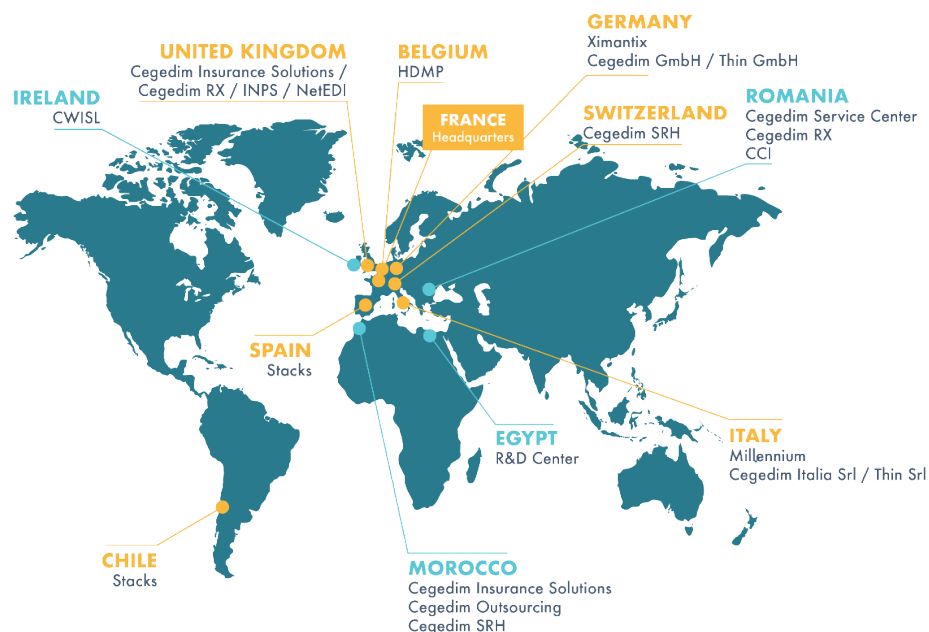 GERMANY
Ximantix
Cegedim GmbH / Thin GmbH
UNITED KINGDOM
Cegedim Insurance Solutions /
Cegedim RX / INPS / NetEDI
BELGIUM
HDMP
IRELAND
CWISL
FRANCE
Headquarters
SWITZERLAND
Cegedim SRH
ROMANIA
Cegedim Service Center
Cegedim RX
CCI
SPAIN
Stacks
EGYPT
R&D Center
ITALY
Millennium
Cegedim Italia Srl / Thin Srl
CHILE
Stacks
MOROCCO
Cegedim Insurance Solutions
Cegedim Outsourcing
Cegedim SRH